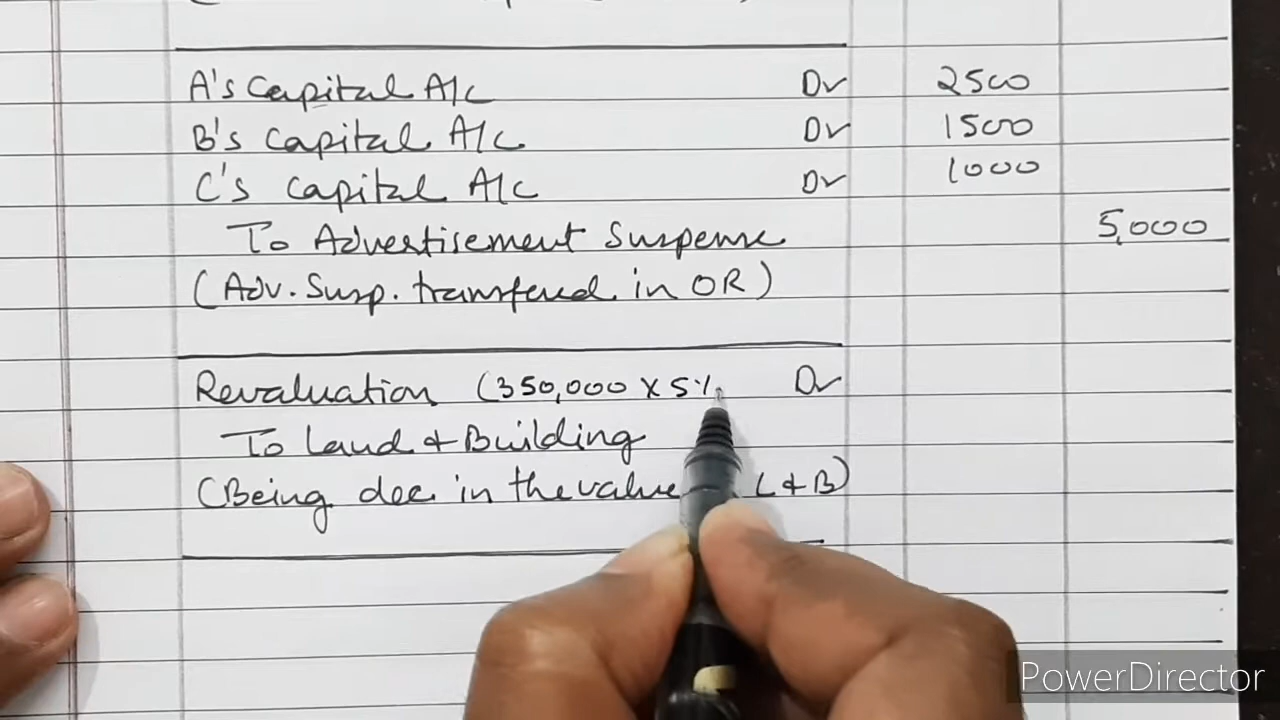 A's Capital A/c Dr 2500
B's Capital A/c Dr 1500
C's Capital A/c Dr 1000
To Advertisement Suspense 5,000
(Adv. Susp. transfered in OR)
Revaluation (350,000 X 5% Dr
To Land & Building
(Being dec in the value L & B)
PowerDirector